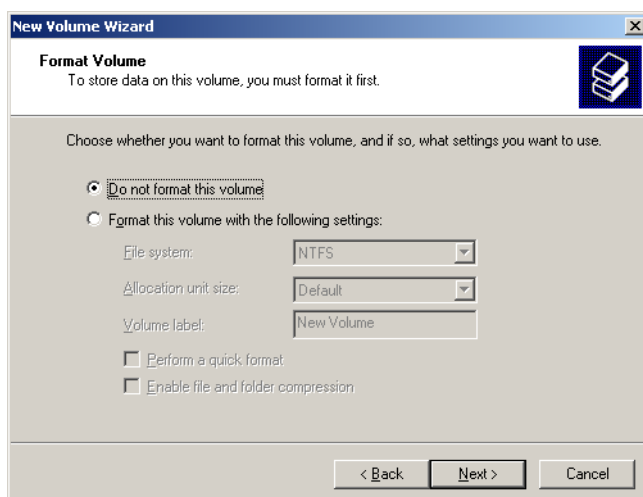 New Volume Wizard
Format Volume
To store data on this volume, you must format it first.
Choose whether you want to format this volume, and if so, what settings you want to use.
Do not format this volume
Format this volume with the following settings:
File system: NTFS
Allocation unit size: Default
Volume label: New Volume
Perform a quick format
Enable file and folder compression
< Back Next > Cancel